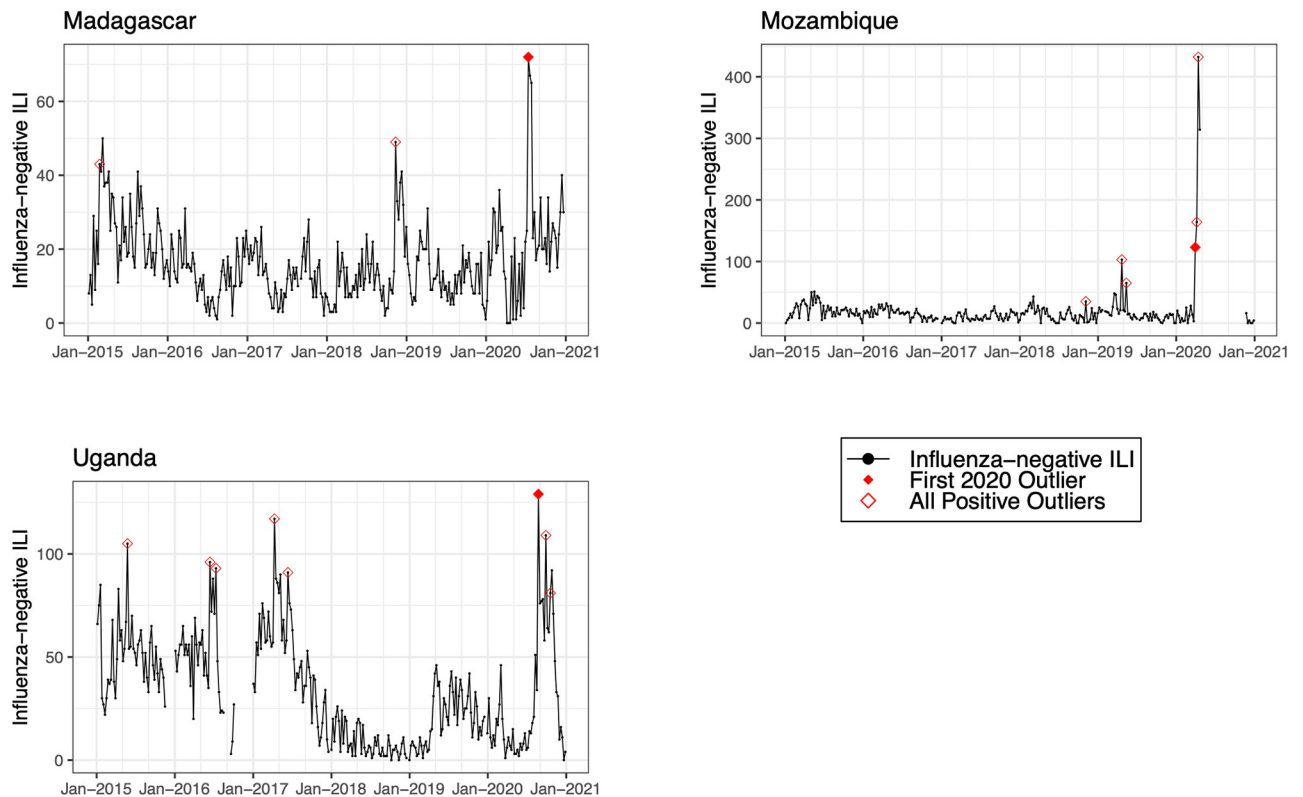 Madagascar
Influenza−negative ILI
60
40
20
0
Jan−2015 Jan−2016 Jan−2017 Jan−2018 Jan−2019 Jan−2020 Jan−2021
Mozambique
Influenza−negative ILI
400
300
200
100
0
Jan−2015 Jan−2016 Jan−2017 Jan−2018 Jan−2019 Jan−2020 Jan−2021
Uganda
Influenza−negative ILI
100
50
0
Jan−2015 Jan−2016 Jan−2017 Jan−2018 Jan−2019 Jan−2020 Jan−2021
Influenza−negative ILI
First 2020 Outlier
All Positive Outliers